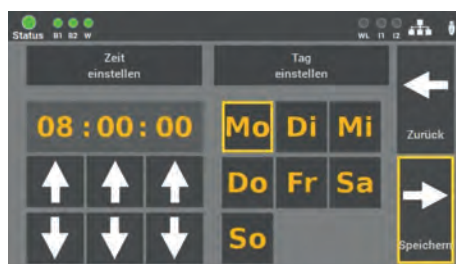 Status B1 B2 W
WL I1 I2
Zeit
einstellen
Tag
einstellen
08 : 00 : 00
Mo Di Mi
Zurück
Do Fr Sa
So
Speichern